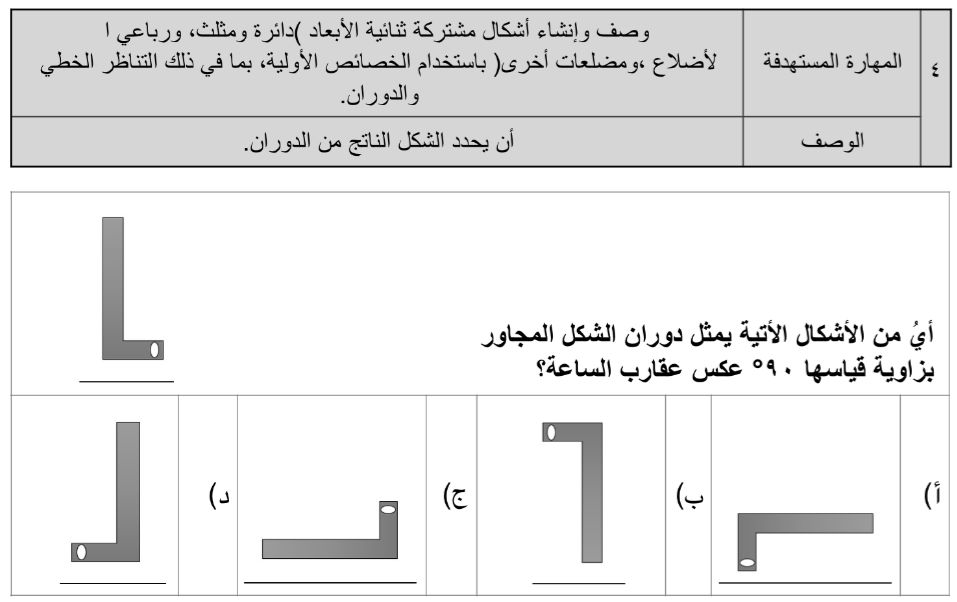 ٤
المهارة المستهدفة
وصف وإنشاء أشكال مشتركة ثنائية الأبعاد )دائرة ومثلث، ورباعي ا
لأضلاع ،ومضلعات أخرى( باستخدام الخصائص الأولية، بما في ذلك التناظر الخطي
والدوران.
الوصف
أن يحدد الشكل الناتج من الدوران.
أيُ من الأشكال الأتية يمثل دوران الشكل المجاور
بزاوية قياسها ٩٠° عكس عقارب الساعة؟
أ)
ب)
ج)
د)